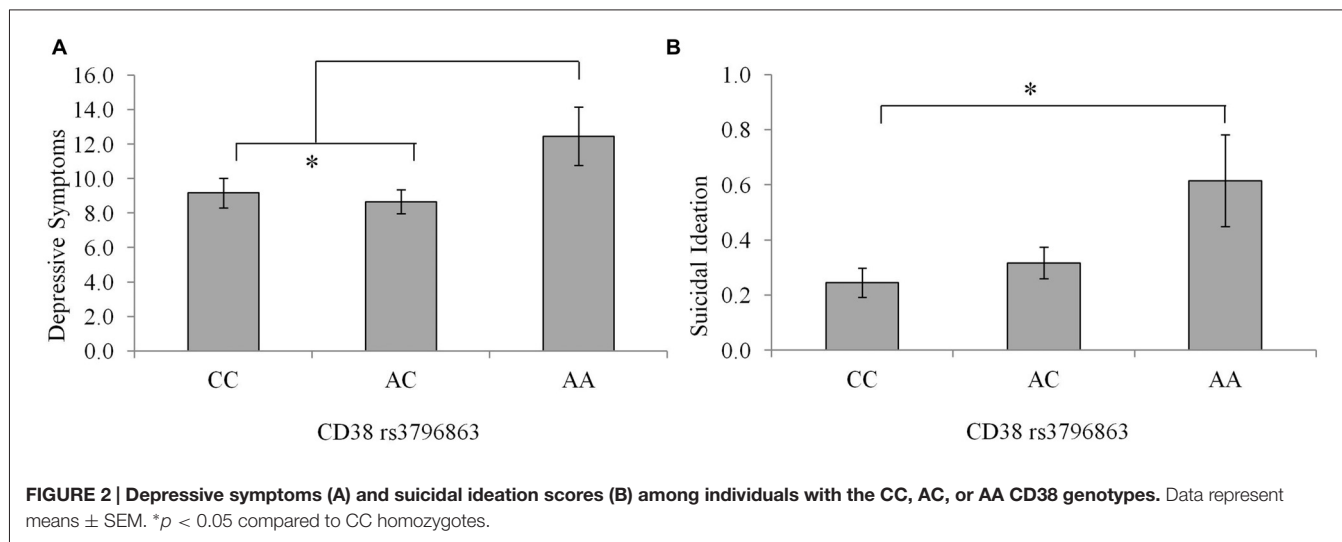 A
16.0
14.0
12.0
10.0
8.0
6.0
4.0
2.0
0.0
Depressive Symptoms
*
CC AC AA
CD38 rs3796863
B
1.0
0.8
0.6
0.4
0.2
0.0
Suicidal Ideation
*
CC AC AA
CD38 rs3796863
FIGURE 2 | Depressive symptoms (A) and suicidal ideation scores (B) among individuals with the CC, AC, or AA CD38 genotypes. Data represent
means ± SEM. *p < 0.05 compared to CC homozygotes.